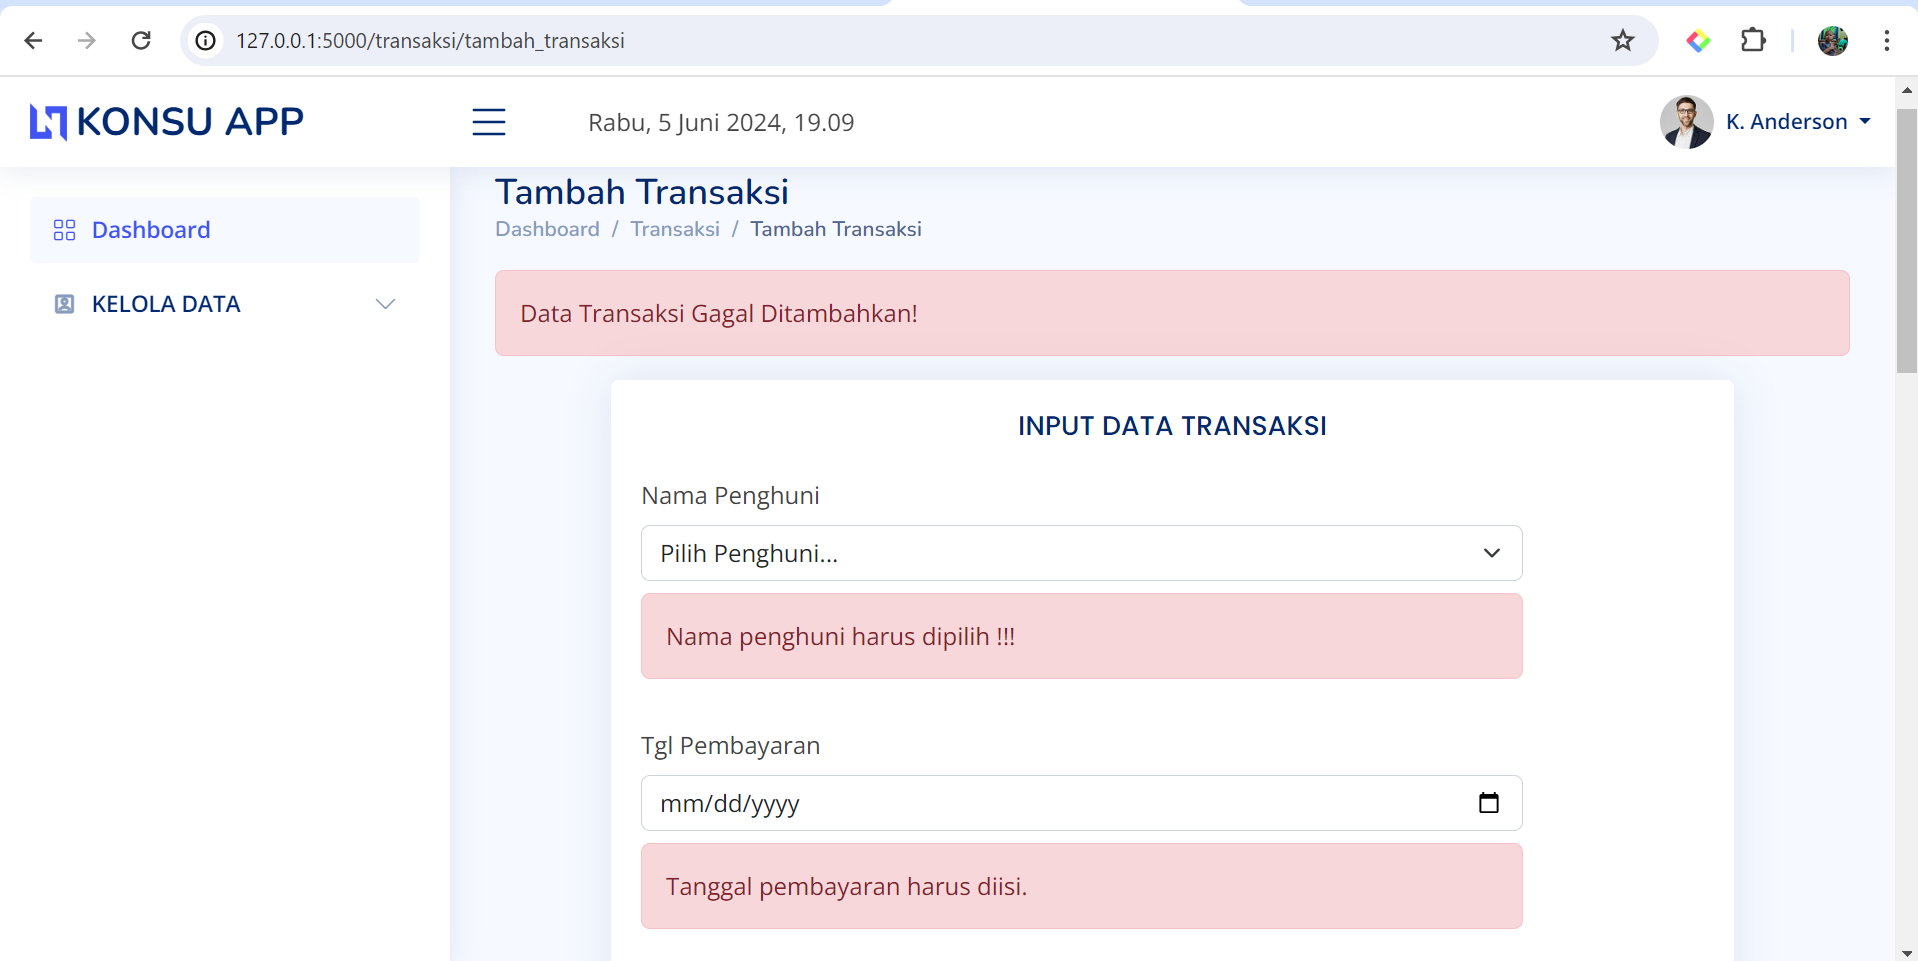 127.0.0.1:5000/transaksi/tambah_transaksi
KONSU APP
Rabu, 5 Juni 2024, 19.09
K. Anderson
Dashboard
KELOLA DATA
Tambah Transaksi
Dashboard / Transaksi / Tambah Transaksi
Data Transaksi Gagal Ditambahkan!
INPUT DATA TRANSAKSI
Nama Penghuni
Pilih Penghuni...
Nama penghuni harus dipilih !!!
Tgl Pembayaran
mm/dd/yyyy
Tanggal pembayaran harus diisi.